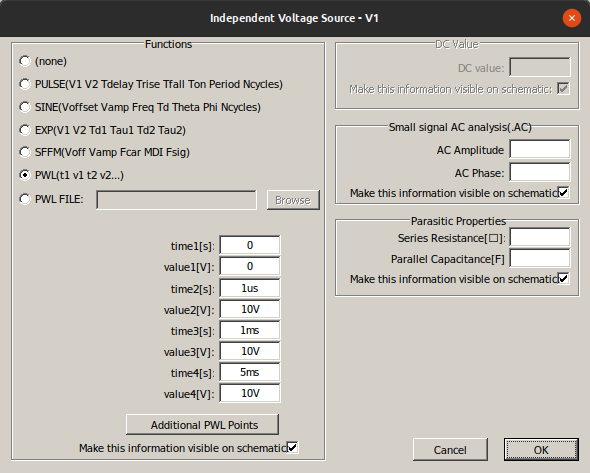 Independent Voltage Source - V1
Functions
(none)
PULSE(V1 V2 Tdelay Trise Tfall Ton Period Ncycles)
SINE(Voffset Vamp Freq Td Theta Phi Ncycles)
EXP(V1 V2 Td1 Tau1 Td2 Tau2)
SFFM(Voff Vamp Fcar MDI Fsig)
PWL(t1 v1 t2 v2...)
PWL FILE:
Browse
time1[s]: 0
value1[V]: 0
time2[s]: 1us
value2[V]: 10V
time3[s]: 1ms
value3[V]: 10V
time4[s]: 5ms
value4[V]: 10V
Additional PWL Points
Make this information visible on schematic:
DC Value
DC value:
Make this information visible on schematic:
Small signal AC analysis(.AC)
AC Amplitude
AC Phase:
Make this information visible on schematic:
Parasitic Properties
Series Resistance[□]:
Parallel Capacitance[F]
Make this information visible on schematic:
Cancel
OK